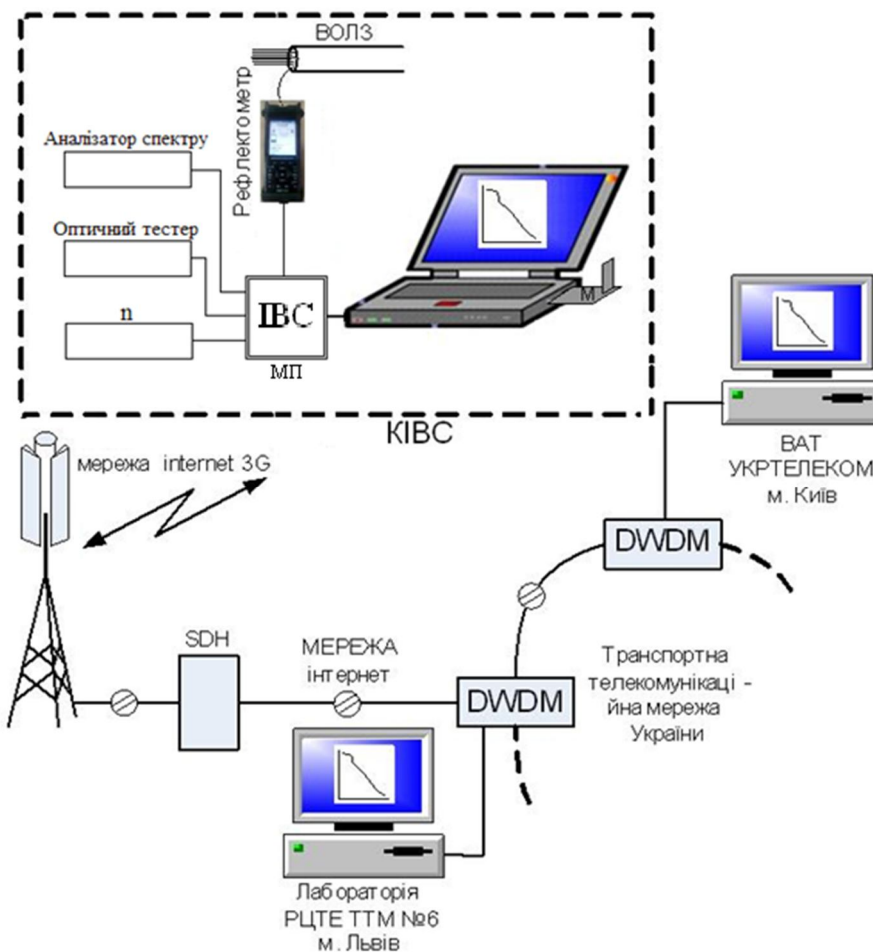 ВОЛЗ
Рефлектометр
Аналізатор спектру
Оптичний тестер
n
ІВС
МП
М
КІВС
мережа internet 3G
ВАТ
УКРТЕЛЕКОМ
м. Київ
DWDM
SDH
МЕРЕЖА
інтернет
DWDM
Транспортна
телекомунікаці -
йна мережа
України
Лабораторія
РЦТЕ ТТМ №6
м. Львів